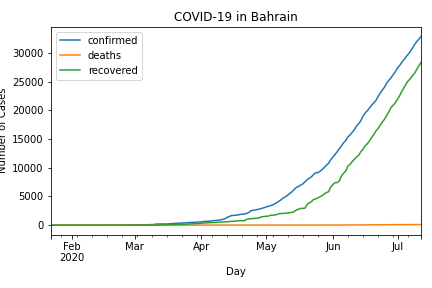 COVID-19 in Bahrain
confirmed
deaths
recovered
30000
25000
20000
15000
10000
5000
0
Number of Cases
Feb
2020
Mar
Apr
May
Jun
Jul
Day